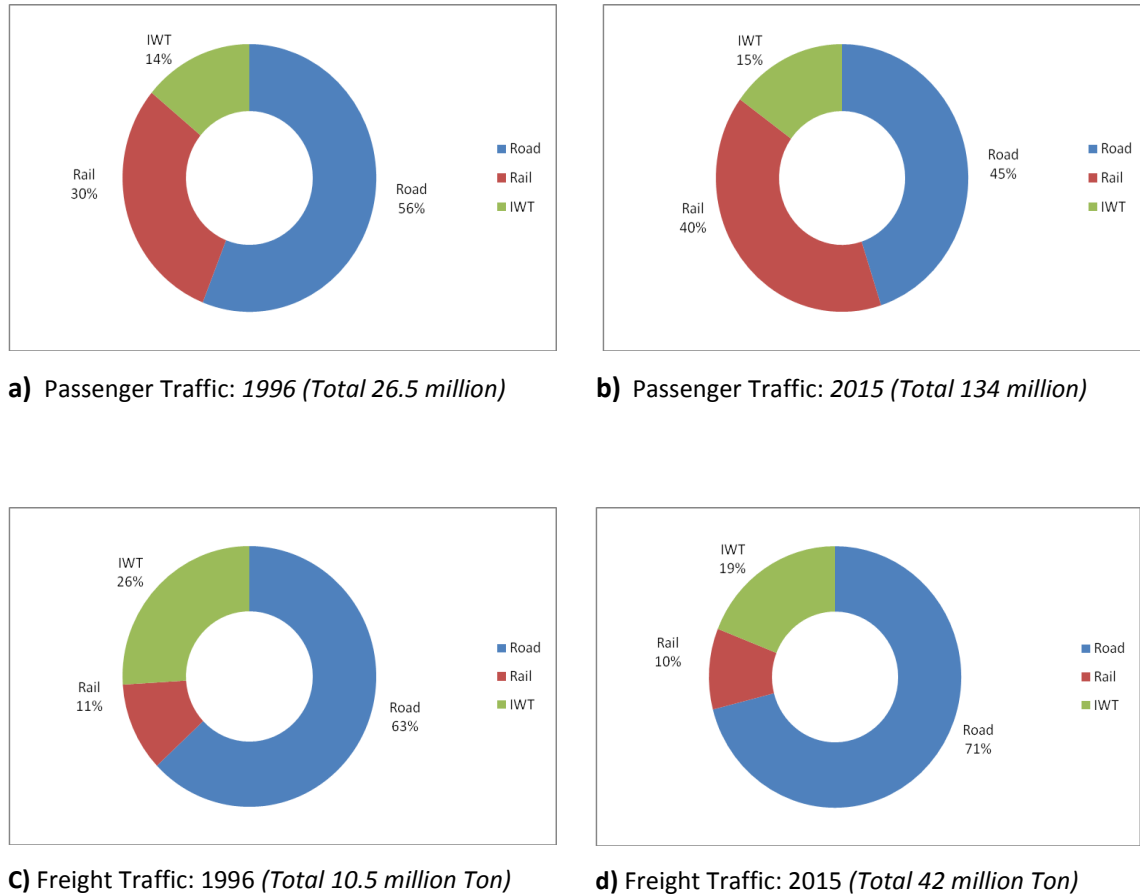 IWT
14%
Rail
30%
Road
56%
Road
Rail
IWT
a) Passenger Traffic: 1996 (Total 26.5 million)
IWT
15%
Rail
40%
Road
45%
Road
Rail
IWT
b) Passenger Traffic: 2015 (Total 134 million)
IWT
26%
Rail
11%
Road
63%
Road
Rail
IWT
C) Freight Traffic: 1996 (Total 10.5 million Ton)
IWT
19%
Rail
10%
Road
71%
Road
Rail
IWT
d) Freight Traffic: 2015 (Total 42 million Ton)